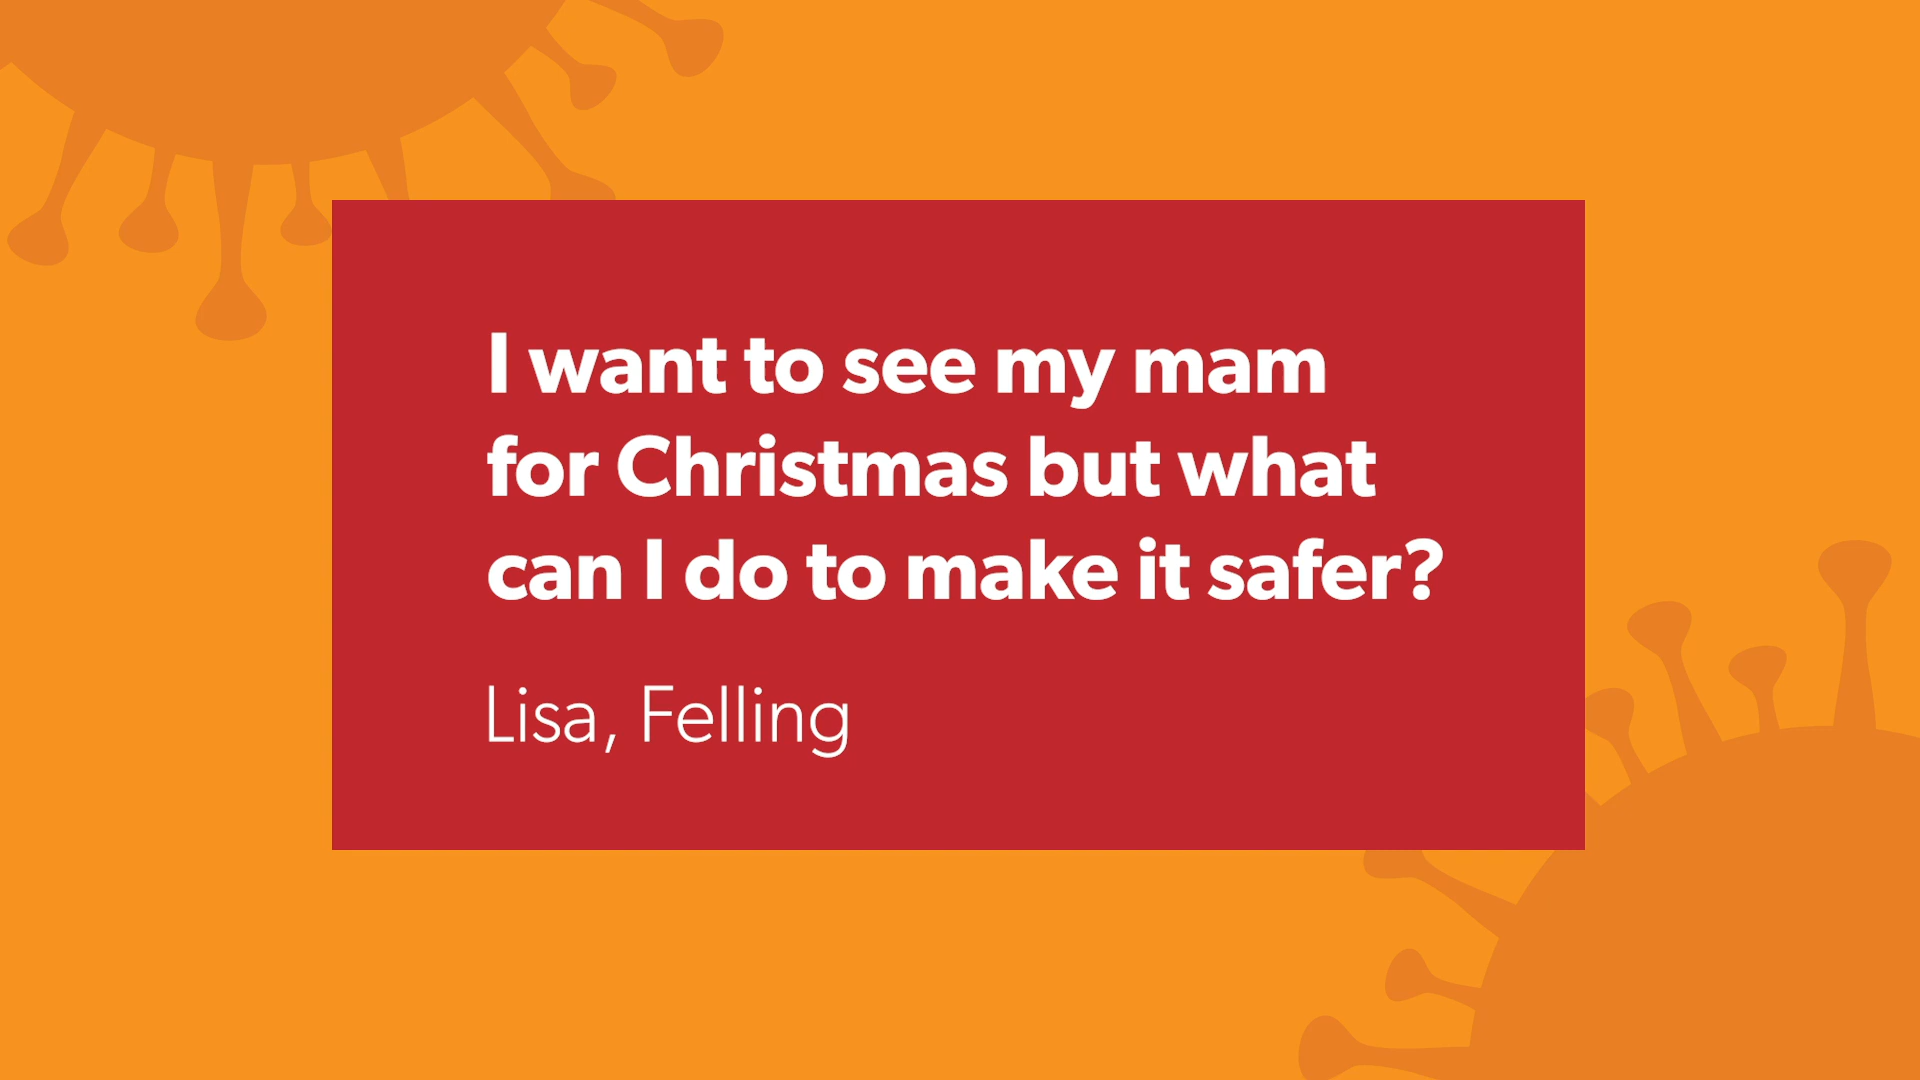 I want to see my mam
for Christmas but what
can I do to make it safer?
Lisa, Felling